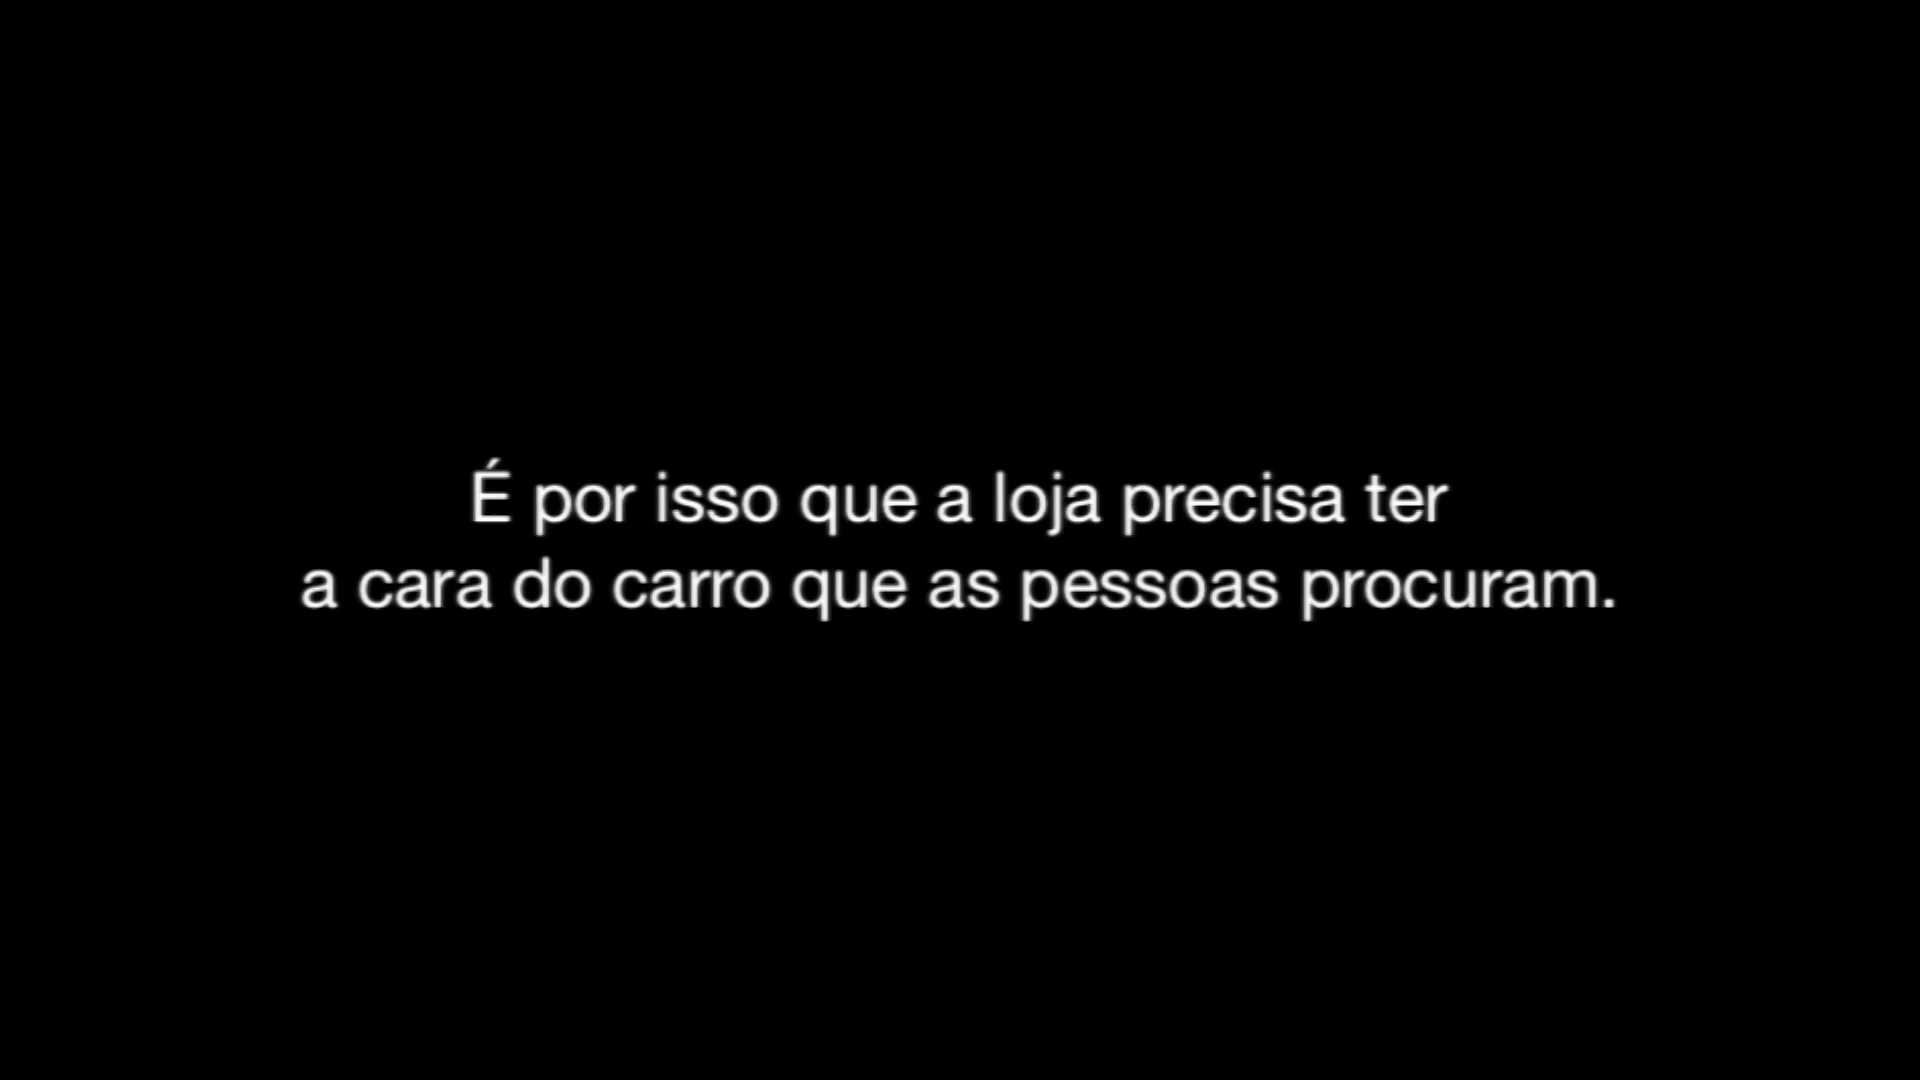 É por isso que a loja precisa ter
a cara do carro que as pessoas procuram.